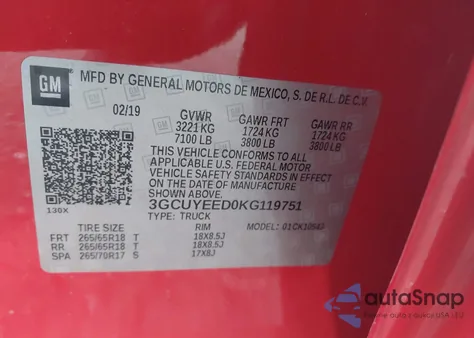 GM
MFD BY GENERAL MOTORS DE MEXICO, S. DE R.L. DE C.V.
02/19 GVWR GAWR FRT GAWR RR
3221 KG 1724 KG 1724 KG
7100 LB 3800 LB 3800 LB
THIS VEHICLE CONFORMS TO ALL
APPLICABLE U.S. FEDERAL MOTOR
VEHICLE SAFETY STANDARDS IN EFFECT
ON THE DATE OF MANUFACTURE SHOWN ABOVE.
3GCUYEED0KG119751
130X
TYPE: TRUCK MODEL: 01CK10543
TIRE SIZE RIM
FRT 265/65R18 T 18X8.5J
RR 265/65R18 T 18X8.5J
SPA 265/70R17 S 17X8J
autoSnap